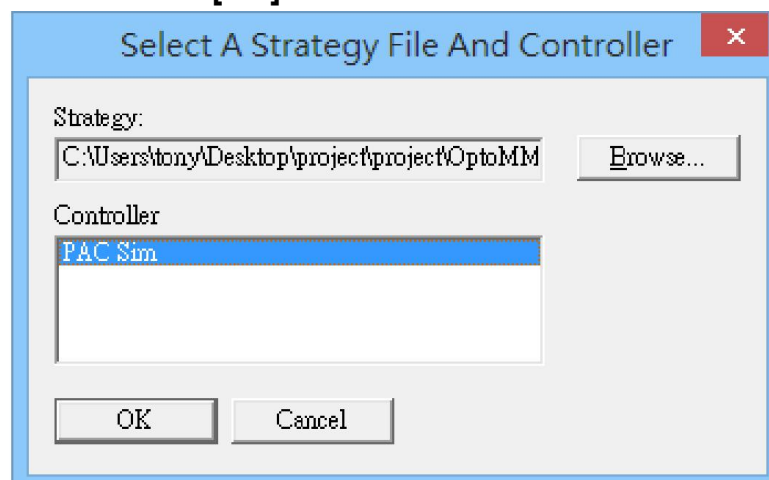 Select A Strategy File And Controller
Strategy:
C:\Users\tony\Desktop\project\project\OptoMM
Browse...
Controller
PAC Sim
OK
Cancel